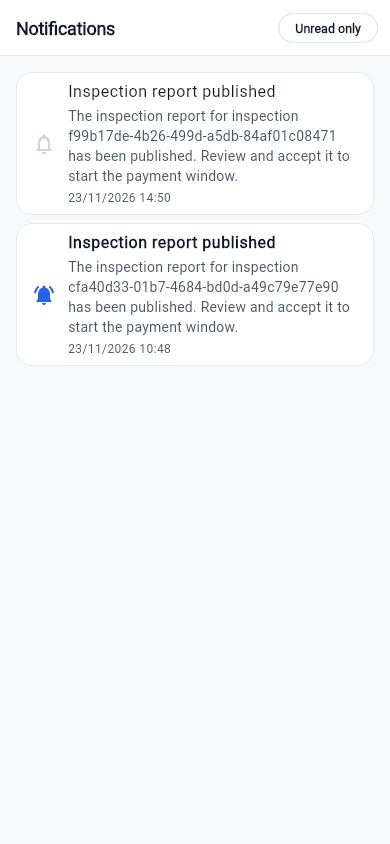 Notifications
Unread only
Inspection report published
The inspection report for inspection
f99b17de-4b26-499d-a5db-84af01c08471
has been published. Review and accept it to
start the payment window.
23/11/2026 14:50
Inspection report published
The inspection report for inspection
cfa40d33-01b7-4684-bd0d-a49c79e77e90
has been published. Review and accept it to
start the payment window.
23/11/2026 10:48